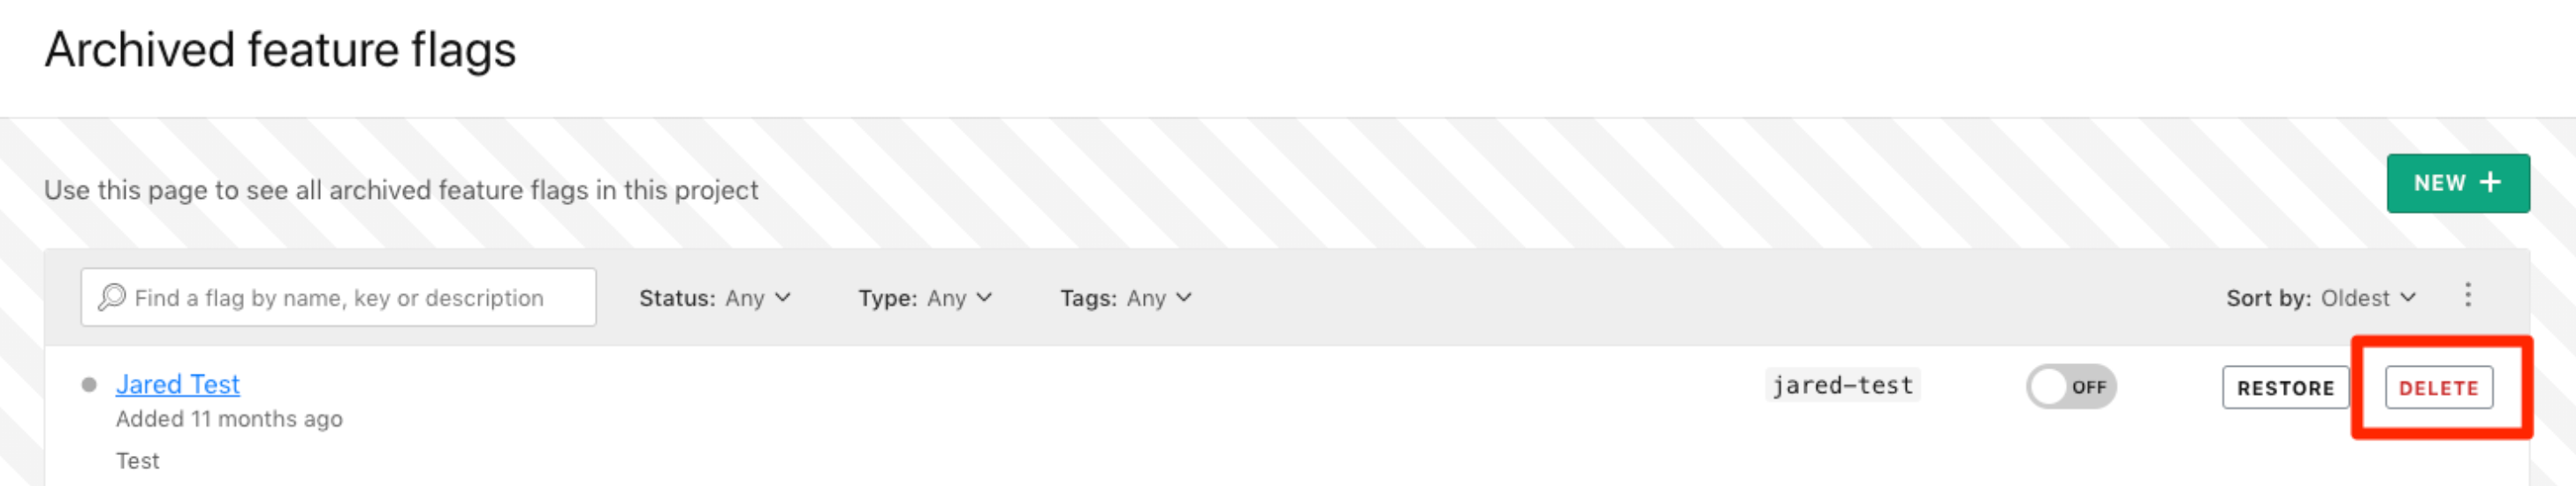 Archived feature flags
Use this page to see all archived feature flags in this project
NEW +
Find a flag by name, key or description
Status: Any
Type: Any
Tags: Any
Sort by: Oldest
Jared Test
jared-test
OFF
RESTORE
DELETE
Added 11 months ago
Test